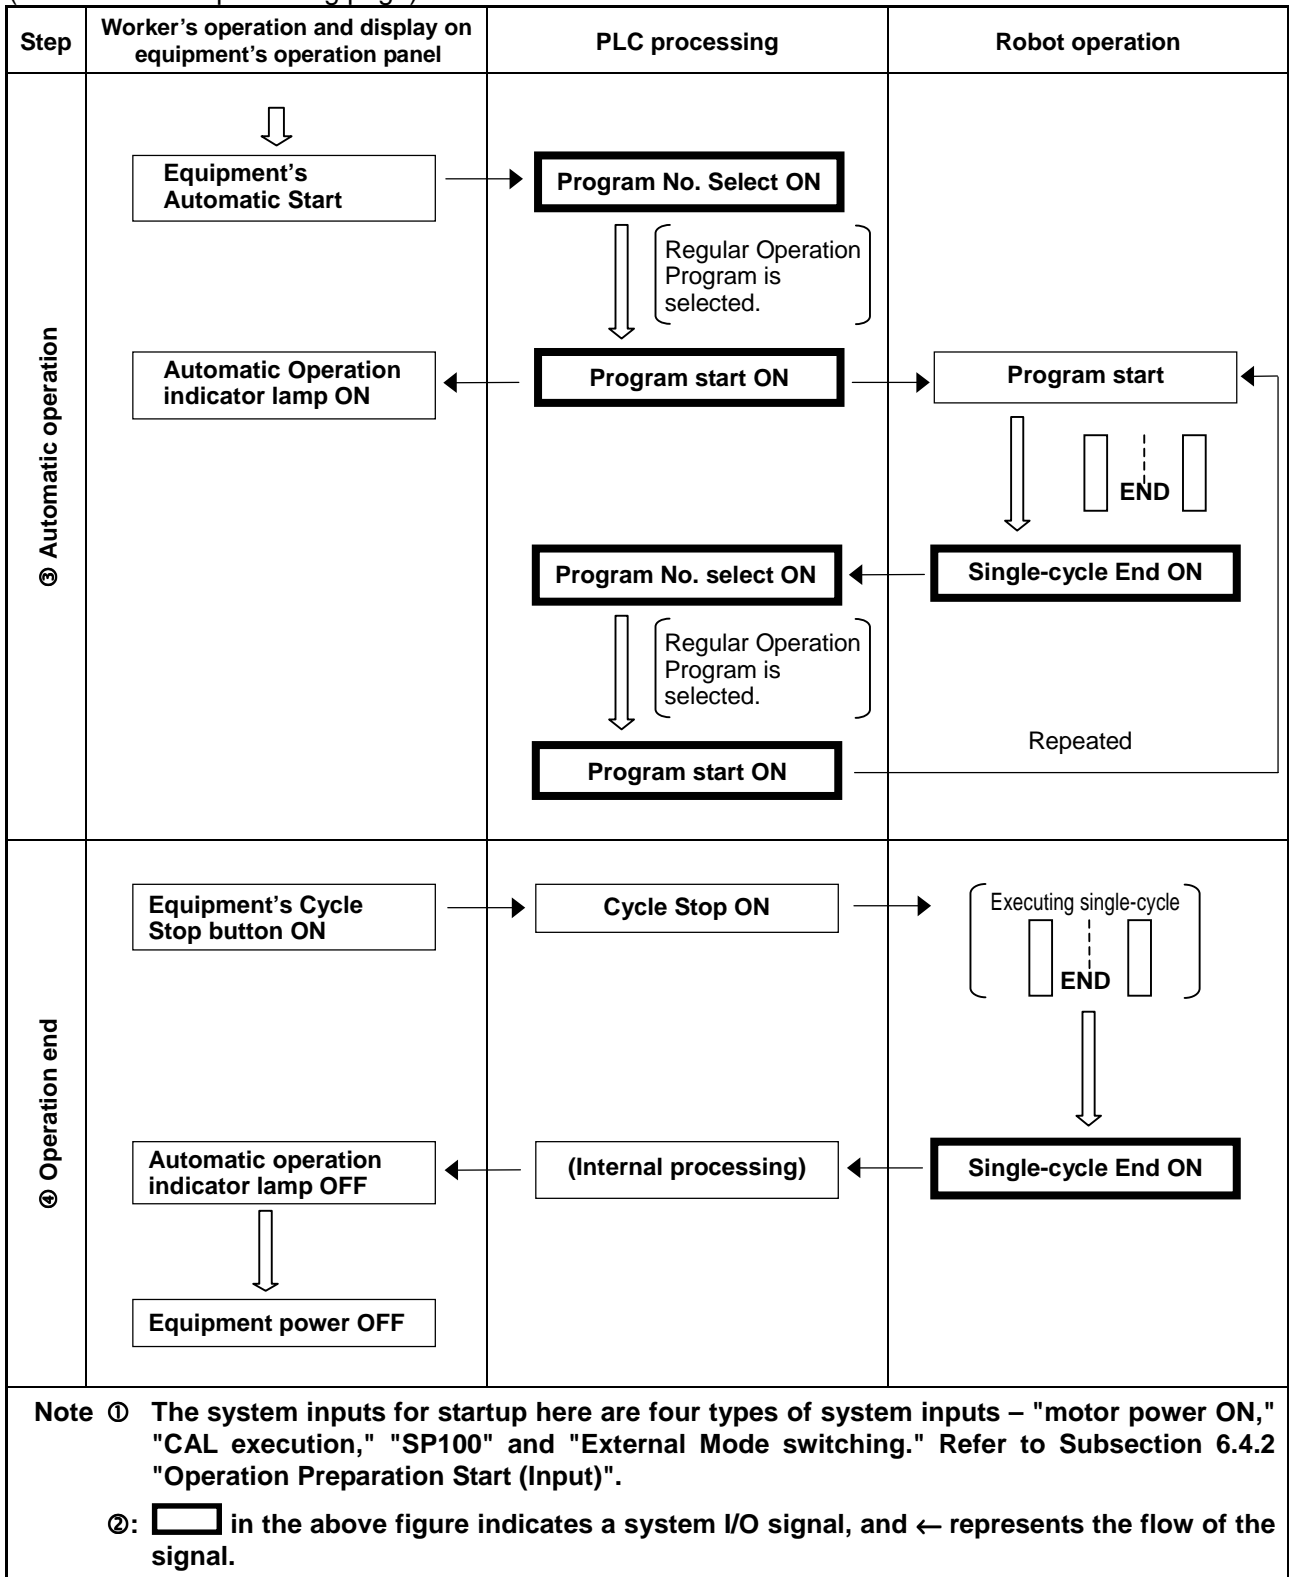 Step
Worker's operation and display on
equipment's operation panel
PLC processing
Robot operation
③ Automatic operation
Equipment's
Automatic Start
Program No. Select ON
Regular Operation
Program is
selected.
Automatic Operation
indicator lamp ON
Program start ON
Program start
END
Program No. select ON
Single-cycle End ON
Regular Operation
Program is
selected.
Program start ON
Repeated
④ Operation end
Equipment's Cycle
Stop button ON
Cycle Stop ON
Executing single-cycle
END
Automatic operation
indicator lamp OFF
(Internal processing)
Single-cycle End ON
Equipment power OFF
Note ① The system inputs for startup here are four types of system inputs – "motor power ON,"
"CAL execution," "SP100" and "External Mode switching." Refer to Subsection 6.4.2
"Operation Preparation Start (Input)".
②: in the above figure indicates a system I/O signal, and ← represents the flow of the
signal.